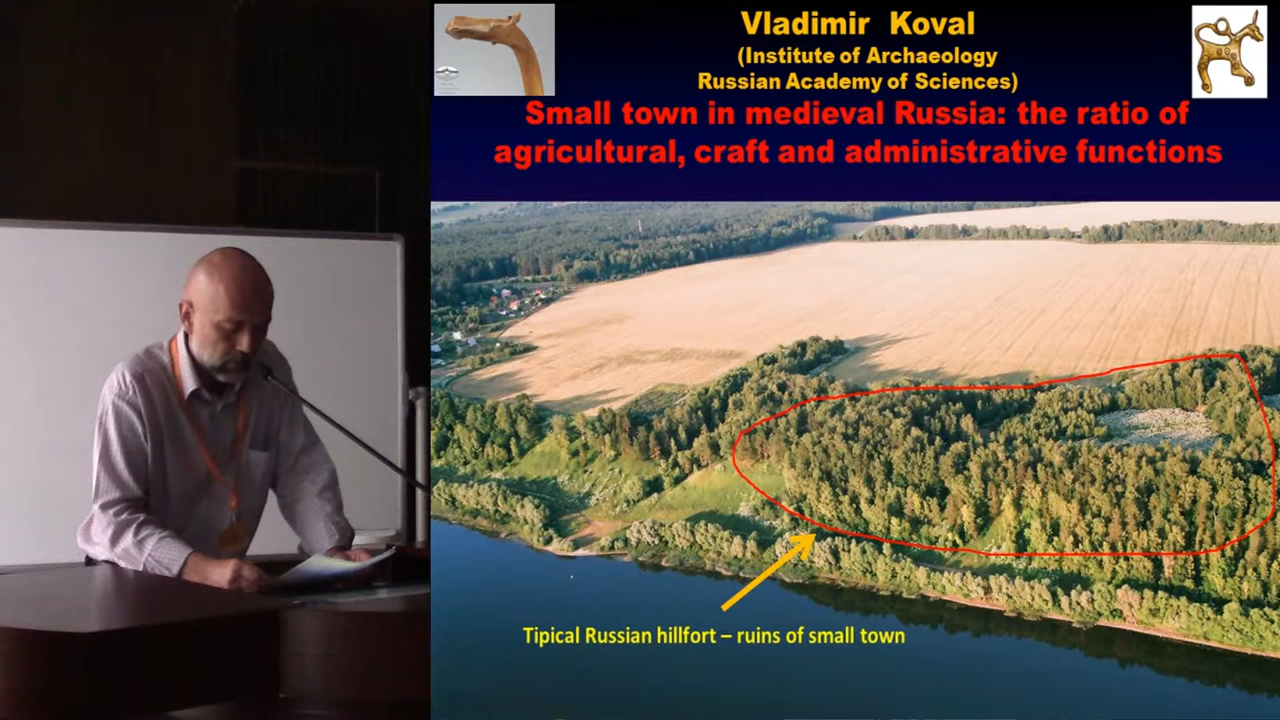 Vladimir Koval
(Institute of Archaeology
Russian Academy of Sciences)
Small town in medieval Russia: the ratio of
agricultural, craft and administrative functions
Tipical Russian hillfort – ruins of small town